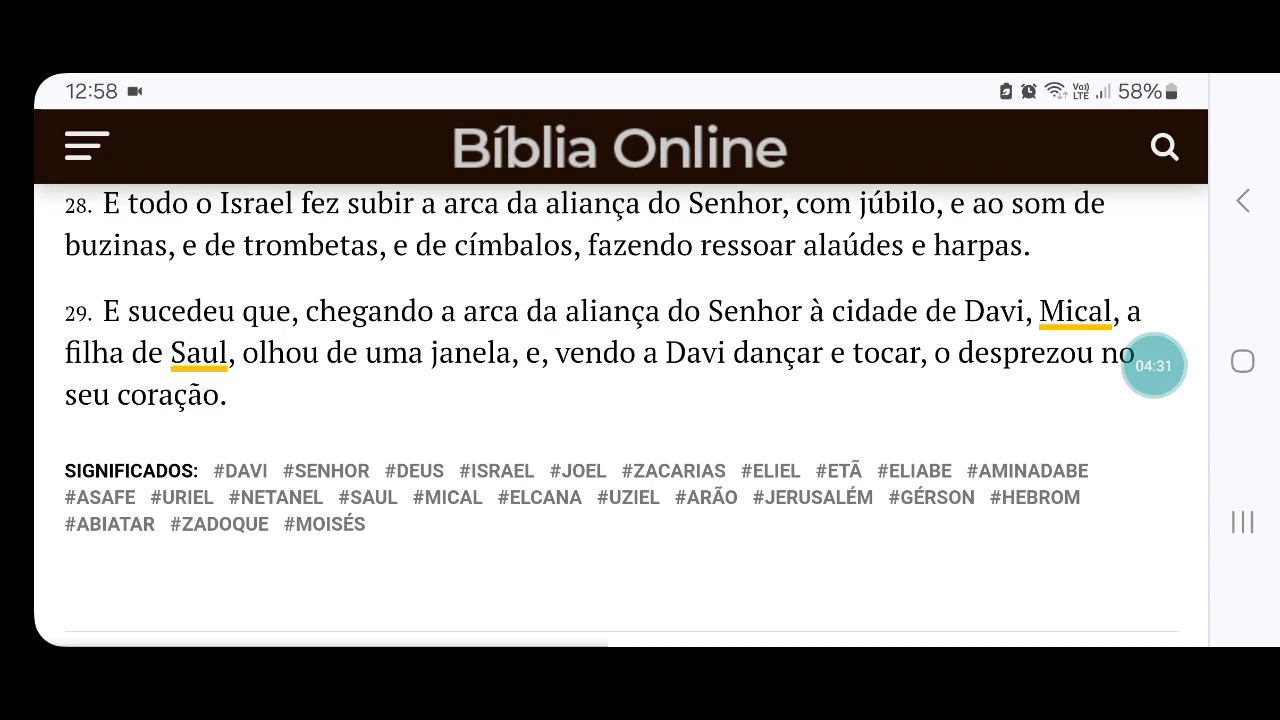 12:58
Vo)) LTE 58%
Bíblia Online
28. E todo o Israel fez subir a arca da aliança do Senhor, com júbilo, e ao som de
buzinas, e de trombetas, e de címbalos, fazendo ressoar alaúdes e harpas.
29. E sucedeu que, chegando a arca da aliança do Senhor à cidade de Davi, Mical, a
filha de Saul, olhou de uma janela, e, vendo a Davi dançar e tocar, o desprezou no
04:31
seu coração.
SIGNIFICADOS: #DAVI #SENHOR #DEUS #ISRAEL #JOEL #ZACARIAS #ELIEL #ETÃ #ELIABE #AMINADABE
#ASAFE #URIEL #NETANEL #SAUL #MICAL #ELCANA #UZIEL #ARÃO #JERUSALÉM #GÉRSON #HEBROM
#ABIATAR #ZADOQUE #MOISÉS